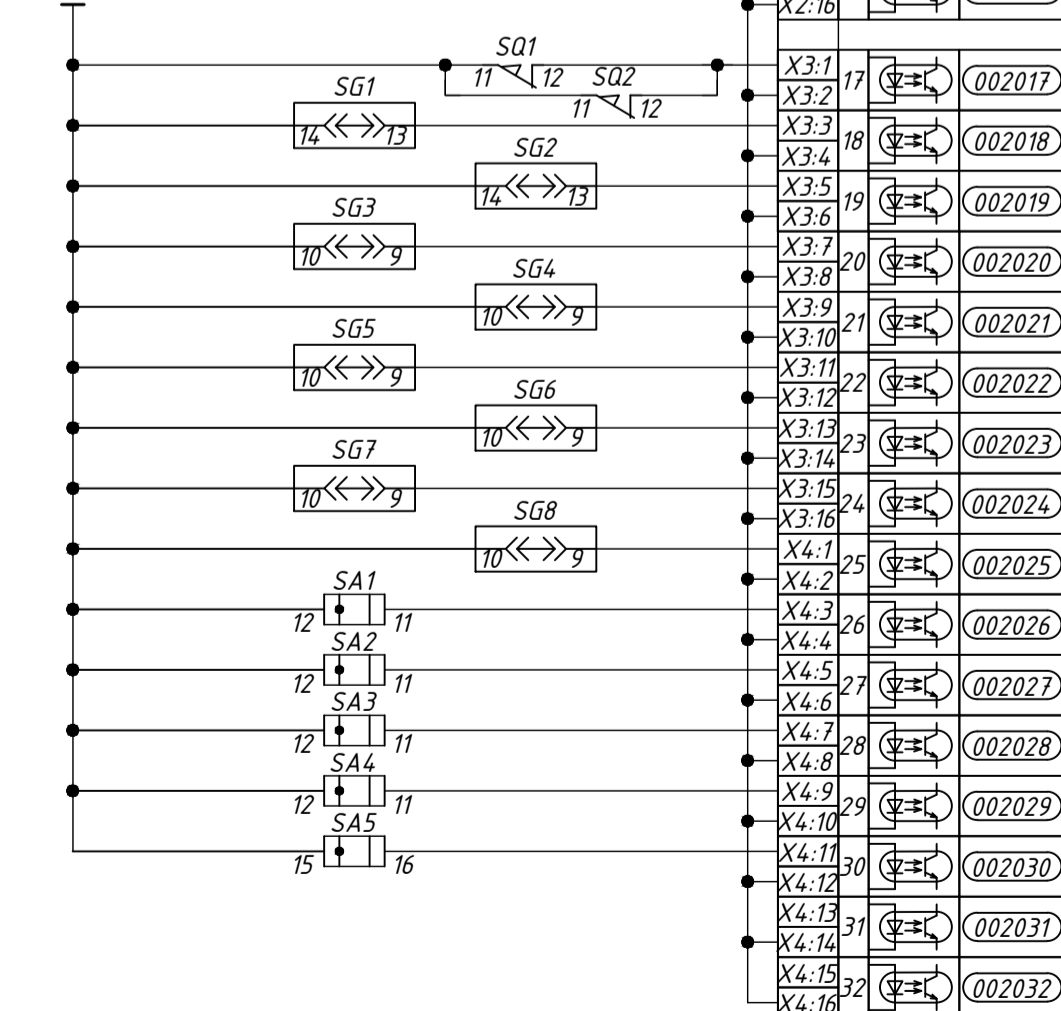 X2:16
SQ1
11 12 SQ2
11 12
X3:1 17 002017
X3:2
SG1
14 13 X3:3 18 002018
X3:4
SG2
14 13 X3:5 19 002019
X3:6
SG3
10 9 X3:7 20 002020
X3:8
SG4
10 9 X3:9 21 002021
X3:10
SG5
10 9 X3:11 22 002022
X3:12
SG6
10 9 X3:13 23 002023
X3:14
SG7
10 9 X3:15 24 002024
X3:16
SG8
10 9 X4:1 25 002025
X4:2
SA1
12 11 X4:3 26 002026
X4:4
SA2
12 11 X4:5 27 002027
X4:6
SA3
12 11 X4:7 28 002028
X4:8
SA4
12 11 X4:9 29 002029
X4:10
SA5
15 16 X4:11 30 002030
X4:12
X4:13 31 002031
X4:14
X4:15 32 002032
X4:16